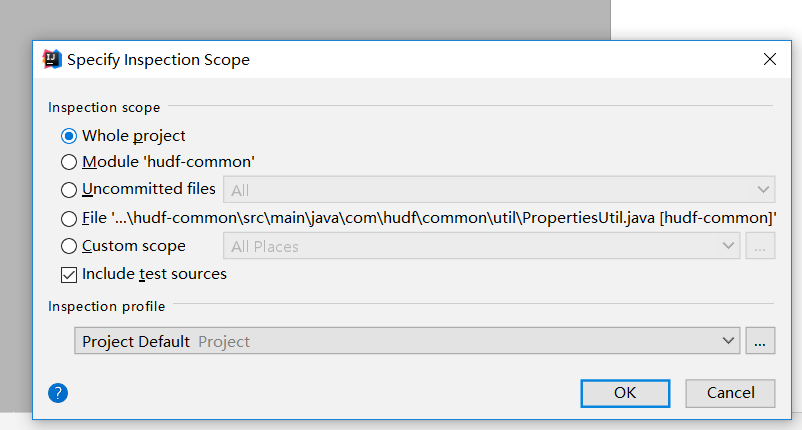 Specify Inspection Scope
Inspection scope
Whole project
Module 'hudf-common'
Uncommitted files All
File '...\hudf-common\src\main\java\com\hudf\common\util\PropertiesUtil.java [hudf-common]'
Custom scope All Places ...
Include test sources
Inspection profile
Project Default Project ...
? OK Cancel